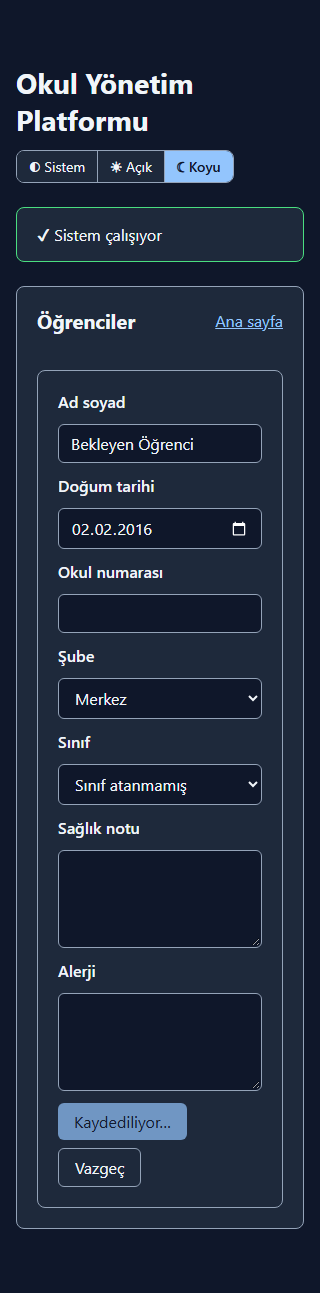 Okul Yönetim
Platformu
Sistem
Açık
Koyu
✓ Sistem çalışıyor
Öğrenciler
Ana sayfa
Ad soyad
Bekleyen Öğrenci
Doğum tarihi
02.02.2016
Okul numarası
Şube
Merkez
Sınıf
Sınıf atanmamış
Sağlık notu
Alerji
Kaydediliyor...
Vazgeç